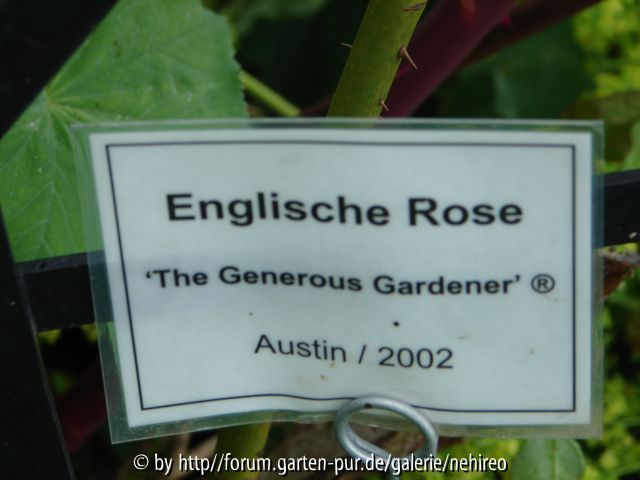 Englische Rose
‘The Generous Gardener’ ®
Austin / 2002
© by http//forum.garten-pur.de/galerie/nehireo